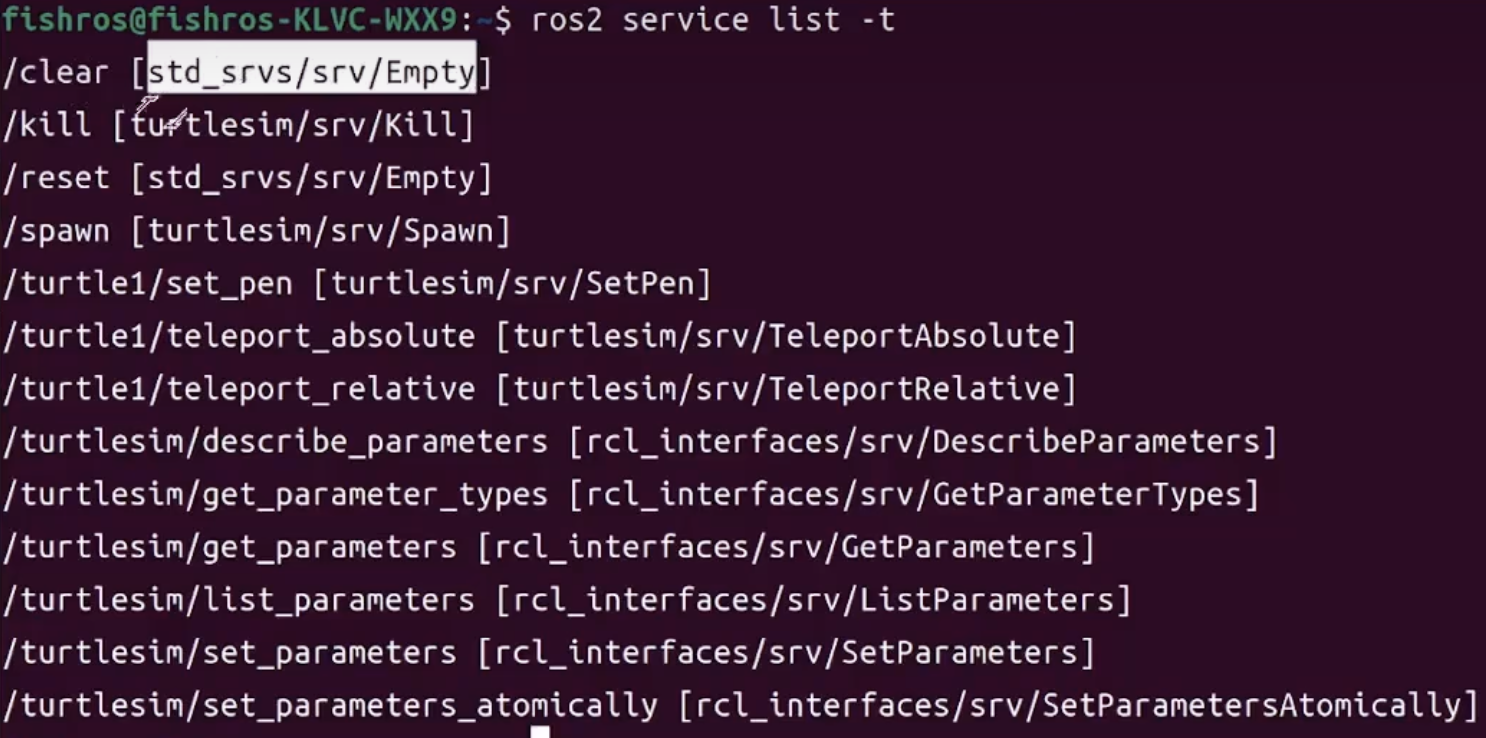 fishros@fishros-KLVC-WXX9:~$ ros2 service list -t
/clear [std_srvs/srv/Empty]
/kill [turtlesim/srv/Kill]
/reset [std_srvs/srv/Empty]
/spawn [turtlesim/srv/Spawn]
/turtle1/set_pen [turtlesim/srv/SetPen]
/turtle1/teleport_absolute [turtlesim/srv/TeleportAbsolute]
/turtle1/teleport_relative [turtlesim/srv/TeleportRelative]
/turtlesim/describe_parameters [rcl_interfaces/srv/DescribeParameters]
/turtlesim/get_parameter_types [rcl_interfaces/srv/GetParameterTypes]
/turtlesim/get_parameters [rcl_interfaces/srv/GetParameters]
/turtlesim/list_parameters [rcl_interfaces/srv/ListParameters]
/turtlesim/set_parameters [rcl_interfaces/srv/SetParameters]
/turtlesim/set_parameters_atomically [rcl_interfaces/srv/SetParametersAtomically]